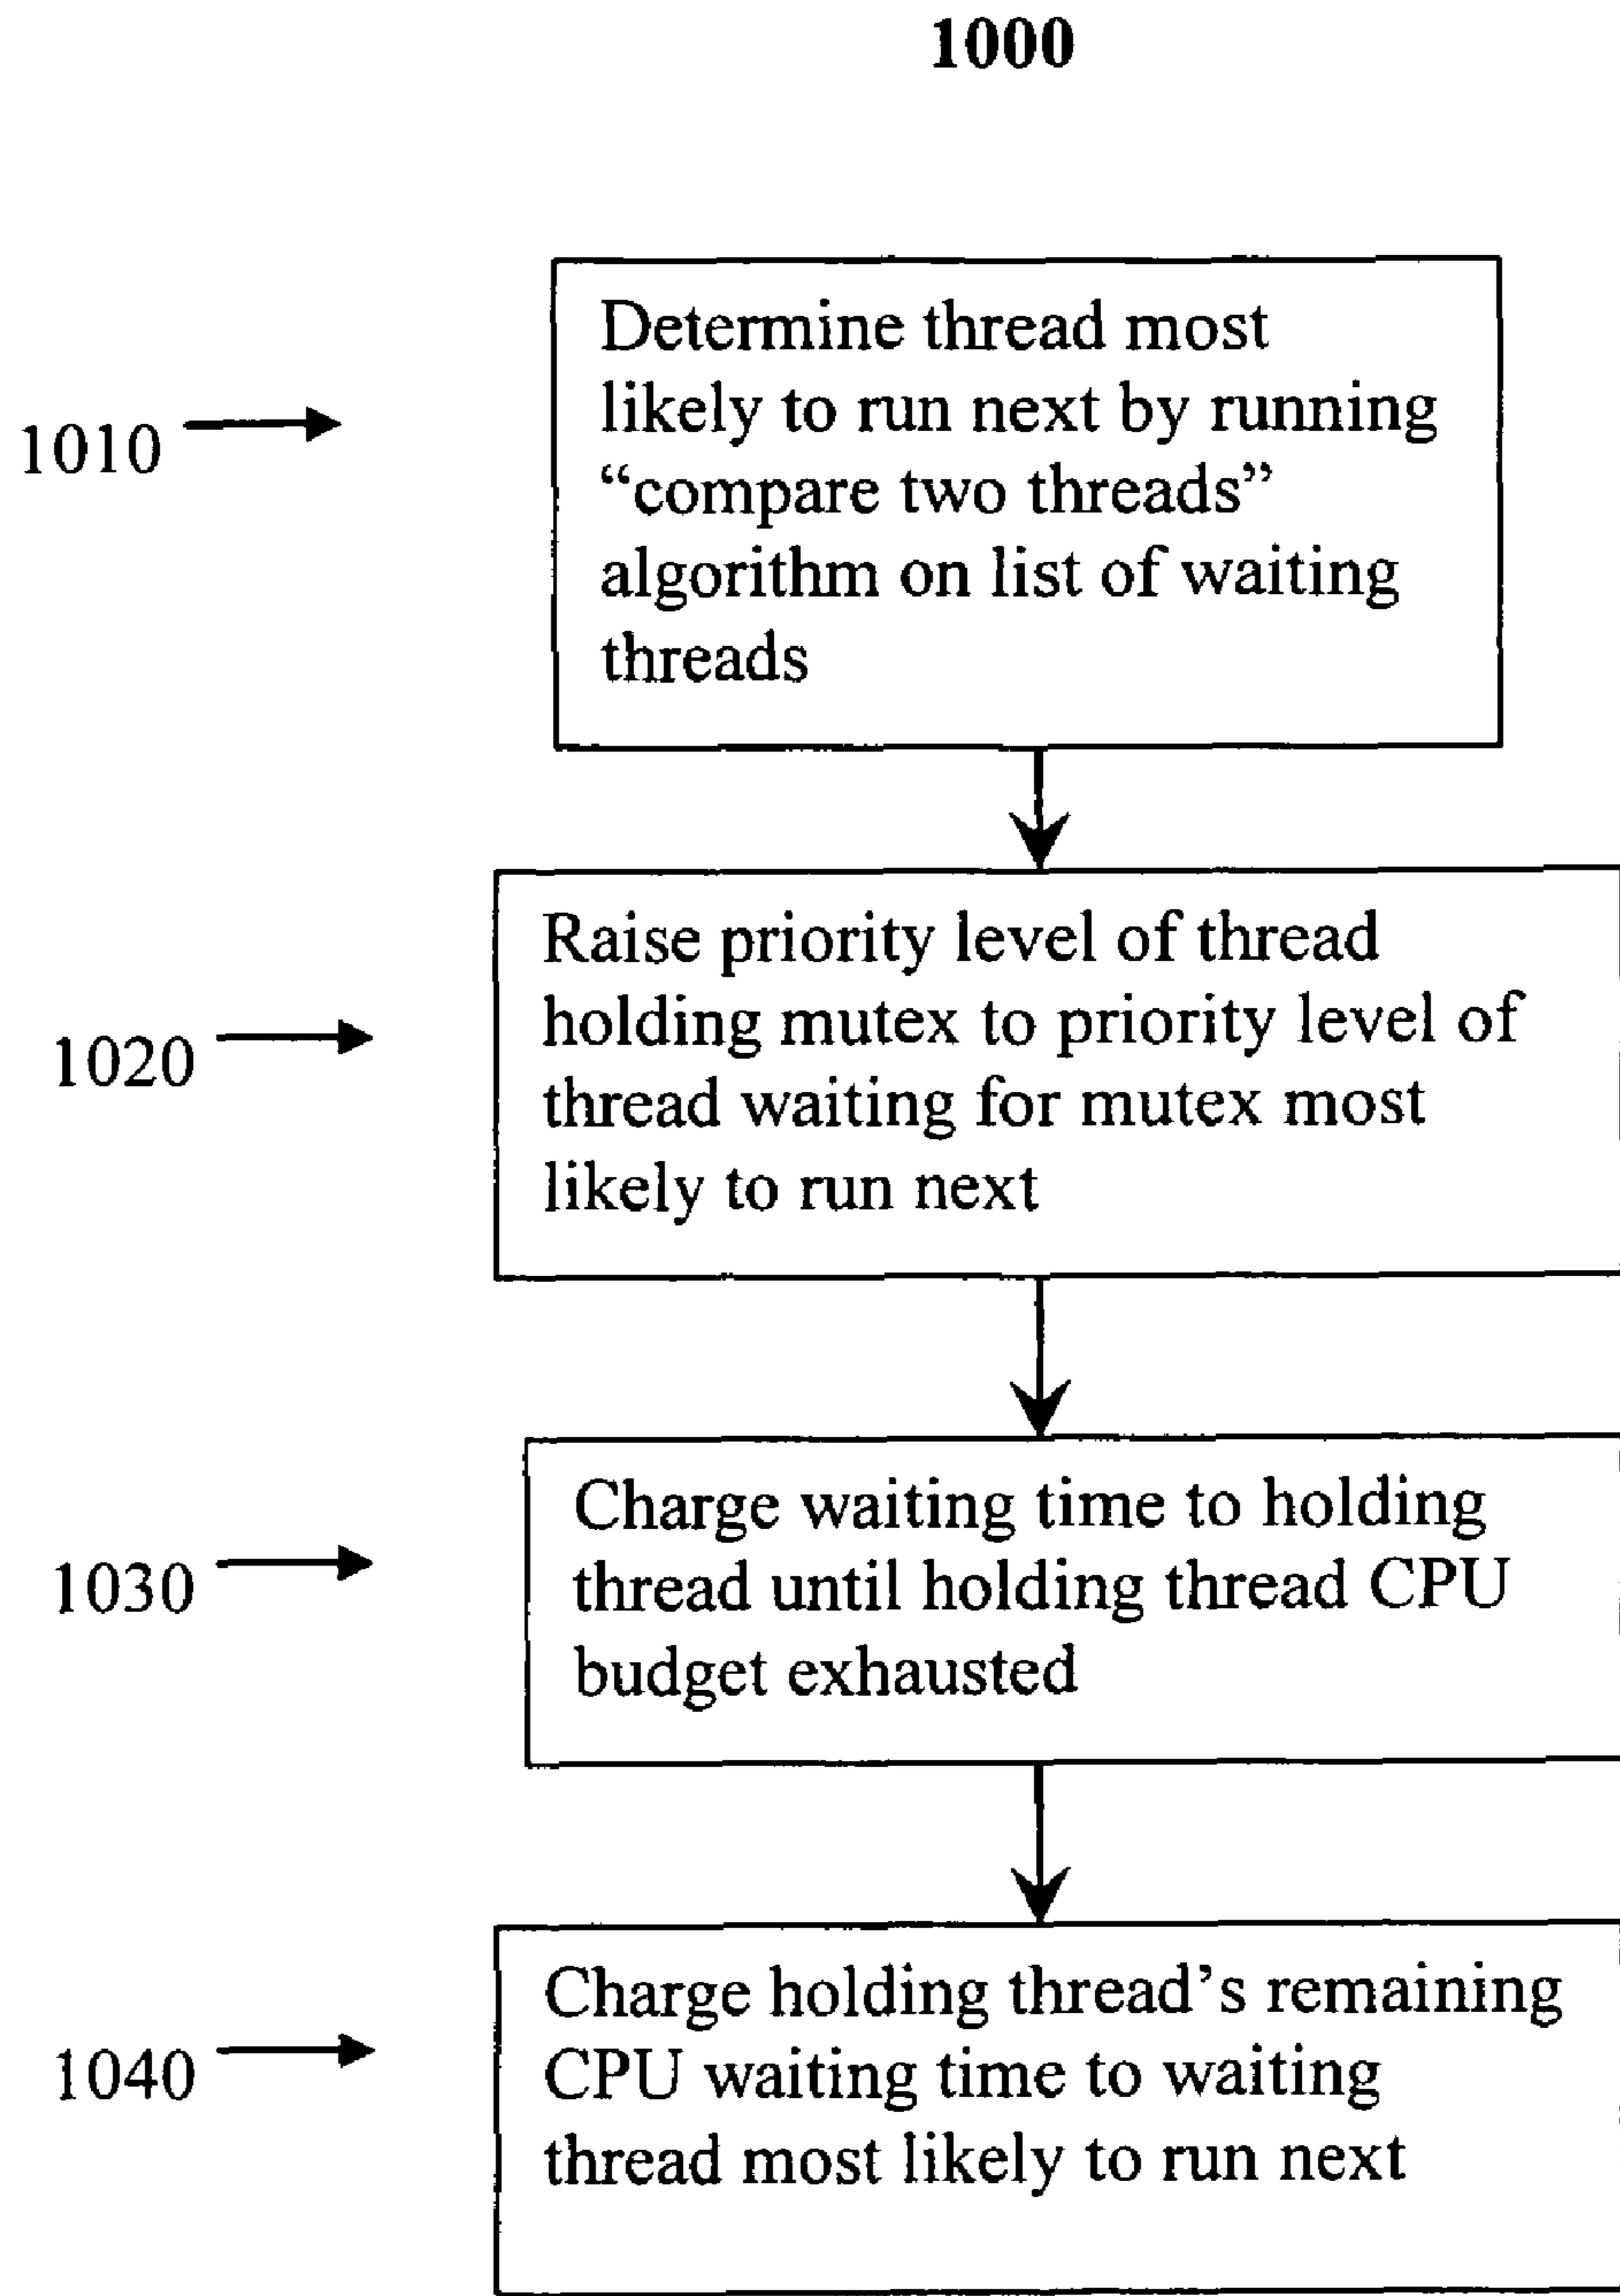 1000
1010
Determine thread most
likely to run next by running
“compare two threads”
algorithm on list of waiting
threads
1020
Raise priority level of thread
holding mutex to priority level of
thread waiting for mutex most
likely to run next
1030
Charge waiting time to holding
thread until holding thread CPU
budget exhausted
1040
Charge holding thread’s remaining
CPU waiting time to waiting
thread most likely to run next